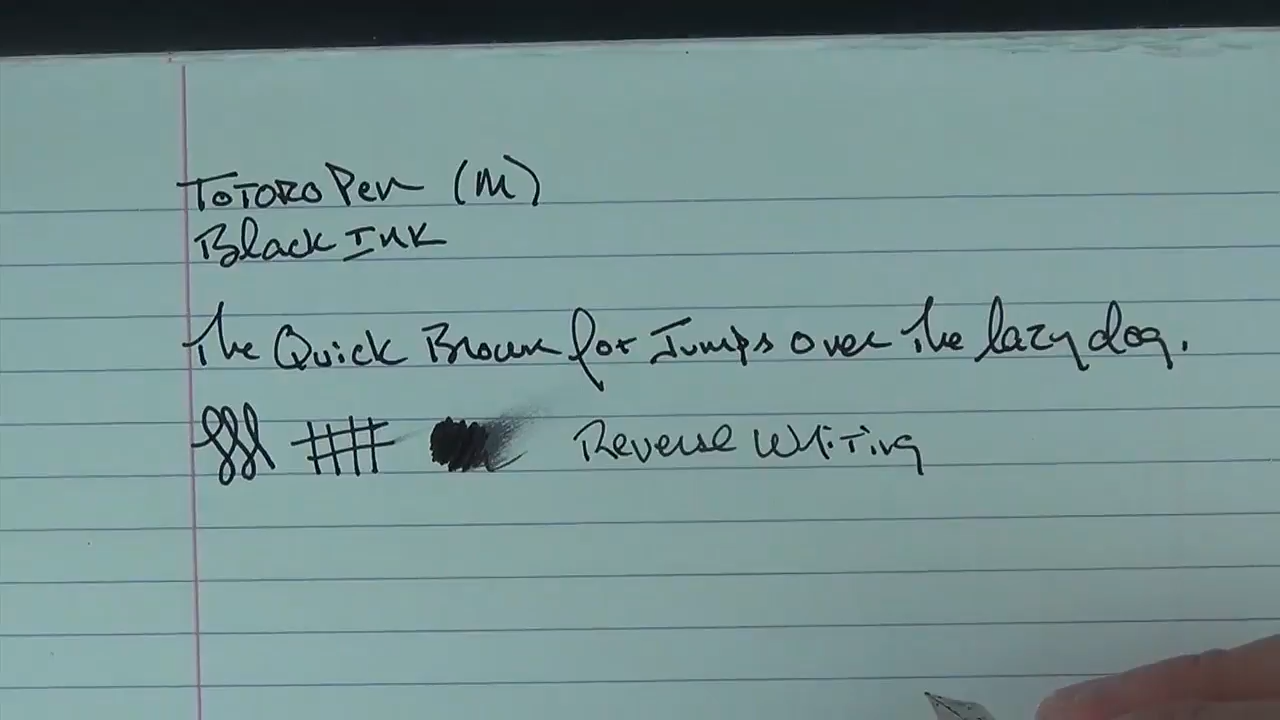 ToTORO Pen (M)
Black Ink
The Quick Brown fox Jumps over the lazy dog.
Reverse Writing